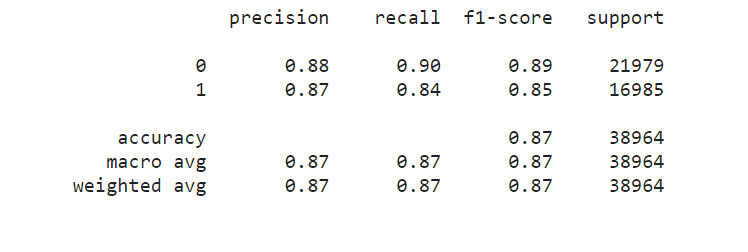 precision recall f1-score support
0 0.88 0.90 0.89 21979
1 0.87 0.84 0.85 16985
accuracy 0.87 38964
macro avg 0.87 0.87 0.87 38964
weighted avg 0.87 0.87 0.87 38964